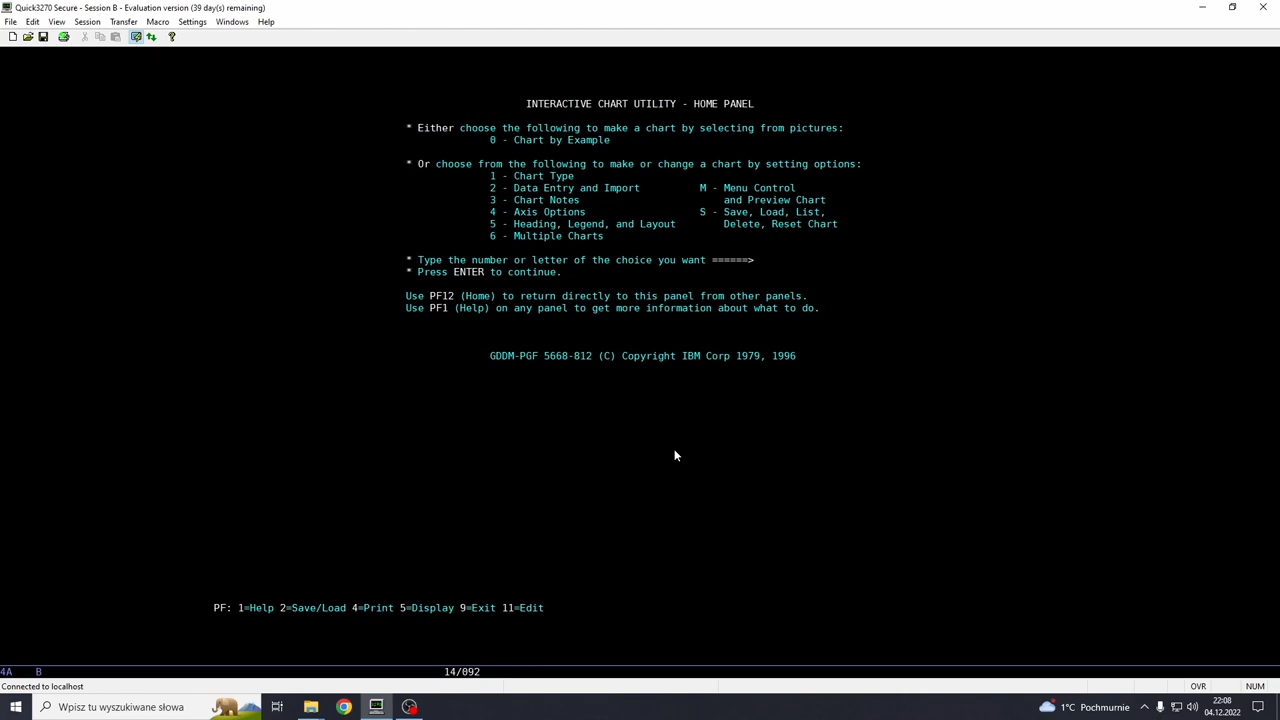 Quick3270 Secure - Session B - Evaluation version (39 day(s) remaining)
File Edit View Session Transfer Macro Settings Windows Help
INTERACTIVE CHART UTILITY - HOME PANEL
* Either choose the following to make a chart by selecting from pictures:
0 - Chart by Example
* Or choose from the following to make or change a chart by setting options:
1 - Chart Type
2 - Data Entry and Import M - Menu Control
3 - Chart Notes and Preview Chart
4 - Axis Options S - Save, Load, List,
5 - Heading, Legend, and Layout Delete, Reset Chart
6 - Multiple Charts
* Type the number or letter of the choice you want ======>
* Press ENTER to continue.
Use PF12 (Home) to return directly to this panel from other panels.
Use PF1 (Help) on any panel to get more information about what to do.
GDDM-PGF 5668-812 (C) Copyright IBM Corp 1979, 1996
PF: 1=Help 2=Save/Load 4=Print 5=Display 9=Exit 11=Edit
4A B 14/092
Connected to localhost OVR NUM
Wpisz tu wyszukiwane słowa 1°C Pochmurnie 22:08
04.12.2022